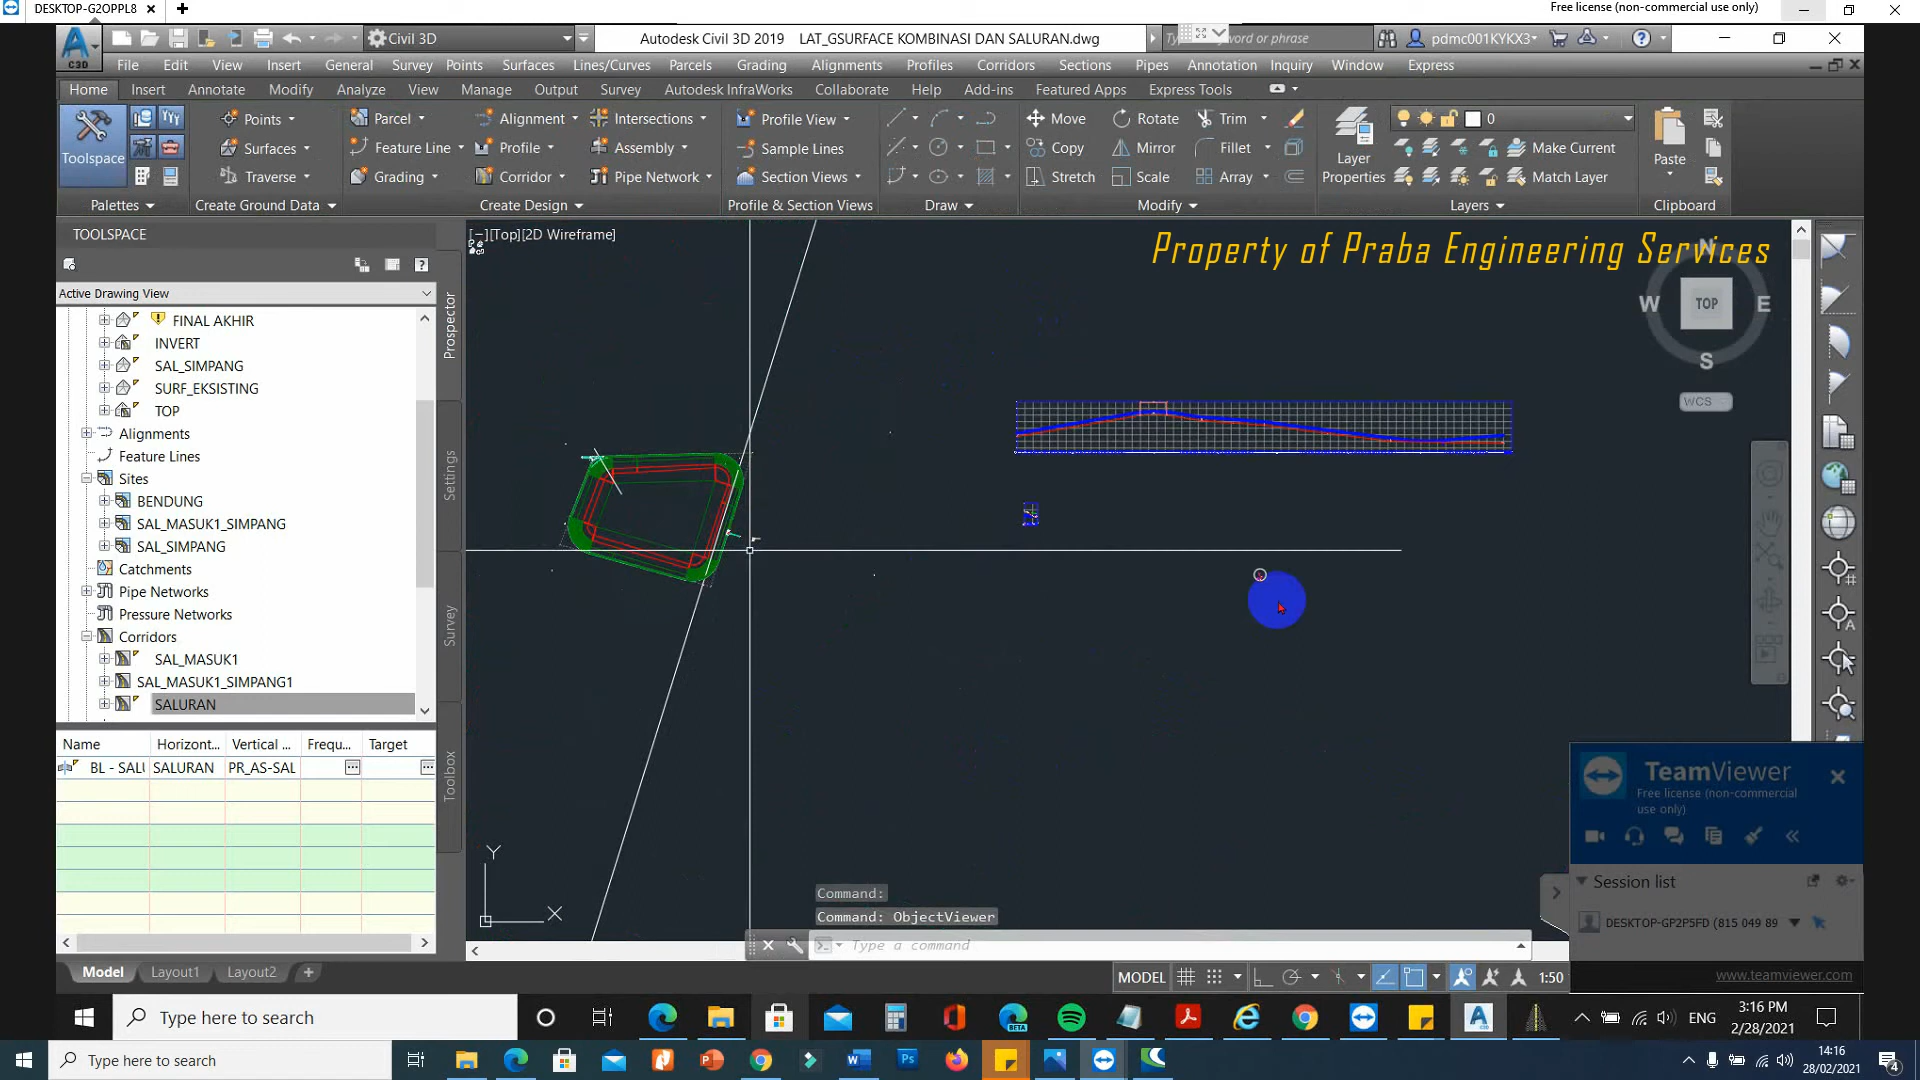 DESKTOP-G2OPPL8
Free license (non-commercial use only)
Civil 3D
Autodesk Civil 3D 2019 LAT_GSURFACE KOMBINASI DAN SALURAN.dwg
word or phrase
pdmc001KYKX3
C3D
File Edit View Insert General Survey Points Surfaces Lines/Curves Parcels Grading Alignments Profiles Corridors Sections Pipes Annotation Inquiry Window Express
Home Insert Annotate Modify Analyze View Manage Output Survey Autodesk InfraWorks Collaborate Help Add-ins Featured Apps Express Tools
Points Parcel Alignment Intersections Profile View Move Rotate Trim 0
Toolspace Surfaces Feature Line Profile Assembly Sample Lines Copy Mirror Fillet Layer Properties Make Current Paste
Traverse Grading Corridor Pipe Network Section Views Stretch Scale Array Match Layer
Palettes Create Ground Data Create Design Profile & Section Views Draw Modify Layers Clipboard
TOOLSPACE
[−][Top][2D Wireframe]
Property of Praba Engineering Services
Active Drawing View
N
W TOP E
S
WCS
FINAL AKHIR
INVERT
SAL_SIMPANG
SURF_EKSISTING
TOP
Alignments
Feature Lines
Sites
BENDUNG
SAL_MASUK1_SIMPANG
SAL_SIMPANG
Catchments
Pipe Networks
Pressure Networks
Corridors
SAL_MASUK1
SAL_MASUK1_SIMPANG1
SALURAN
Prospector
Settings
Survey
Toolbox
Name Horizont... Vertical ... Frequ... Target
BL - SALU SALURAN PR_AS-SAL
Y
X
Command:
Command: ObjectViewer
Type a command
TeamViewer
Free license (non-commercial
use only)
Session list
DESKTOP-GP2P5FD (815 049 89
www.teamviewer.com
Model Layout1 Layout2
MODEL 1:50
Type here to search
BETA
ENG
3:16 PM
2/28/2021
Type here to search
14:16
28/02/2021
4